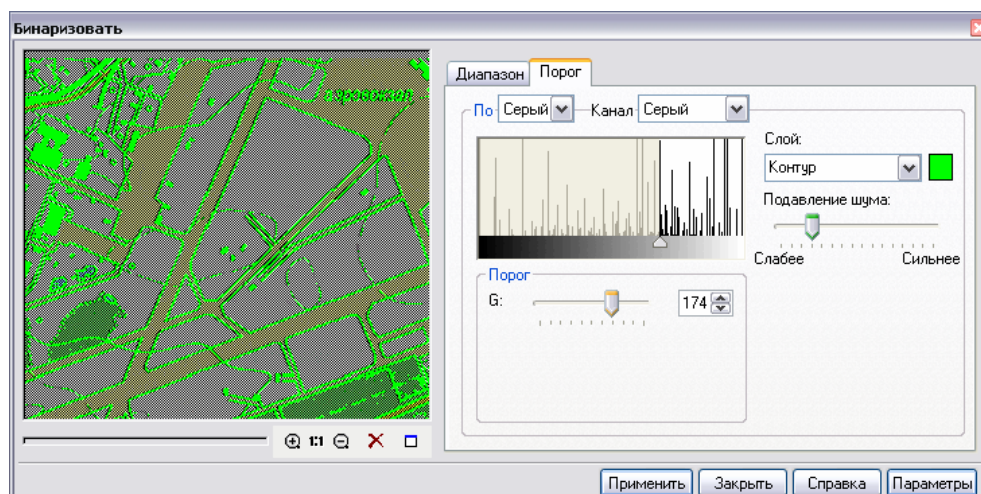 Бинаризовать
Диапазон Порог
По Серый Канал Серый
Слой:
Контур
Подавление шума:
Слабее Сильнее
Порог
G: 174
1:1
Применить Закрыть Справка Параметры